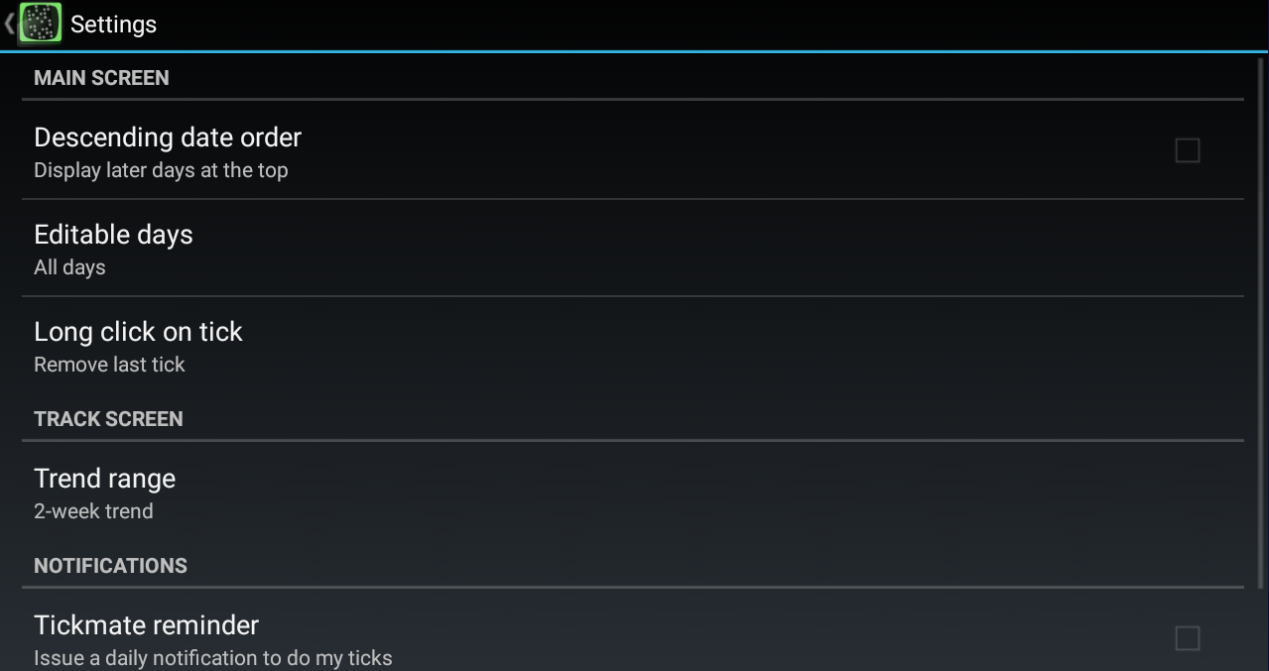 Settings
MAIN SCREEN
Descending date order
Display later days at the top
Editable days
All days
Long click on tick
Remove last tick
TRACK SCREEN
Trend range
2-week trend
NOTIFICATIONS
Tickmate reminder
Issue a daily notification to do my ticks